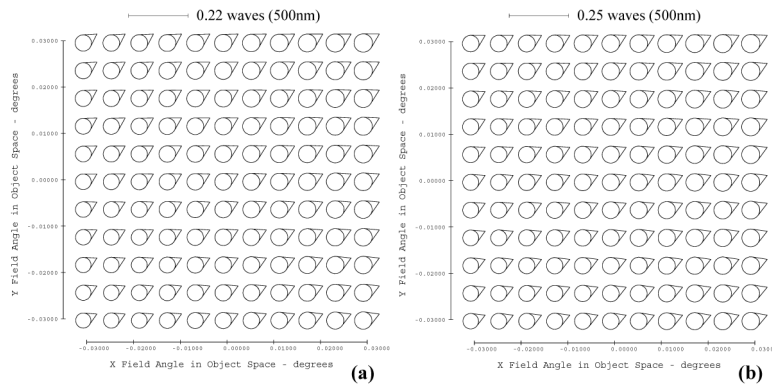 0.22 waves (500nm)
0.03000
0.02000
0.01000
0.00000
-0.01000
-0.02000
-0.03000
Y Field Angle in Object Space - degrees
-0.03000 -0.02000 -0.01000 0.00000 0.01000 0.02000 0.03000
X Field Angle in Object Space - degrees
(a)
0.25 waves (500nm)
0.03000
0.02000
0.01000
0.00000
-0.01000
-0.02000
-0.03000
Y Field Angle in Object Space - degrees
-0.03000 -0.02000 -0.01000 0.00000 0.01000 0.02000 0.030
X Field Angle in Object Space - degrees
(b)